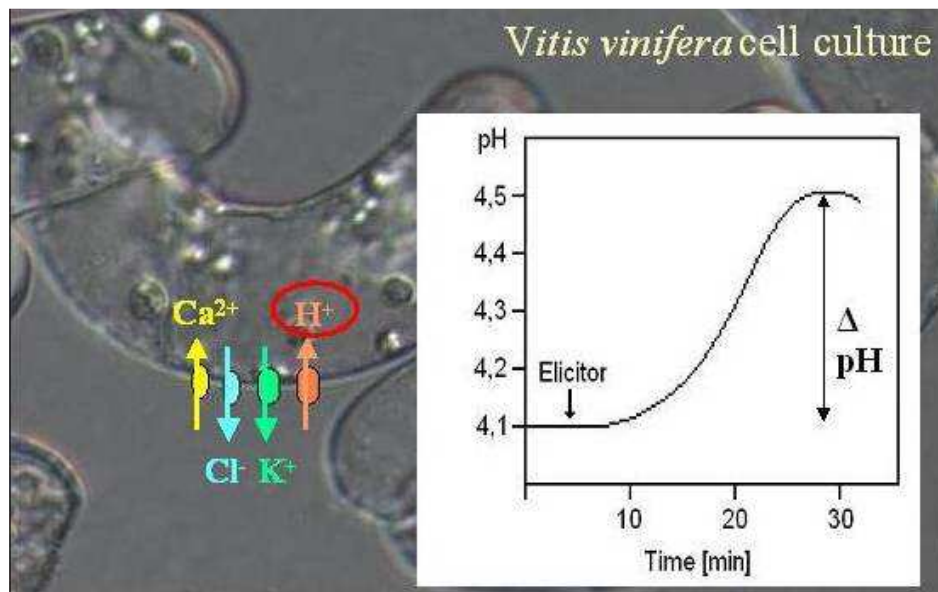 Vitis vinifera cell culture
pH
4,5
4,4
4,3
4,2
4,1
Elicitor
Δ
pH
10 20 30
Time [min]
Ca²⁺ H⁺
Cl⁻ K⁺